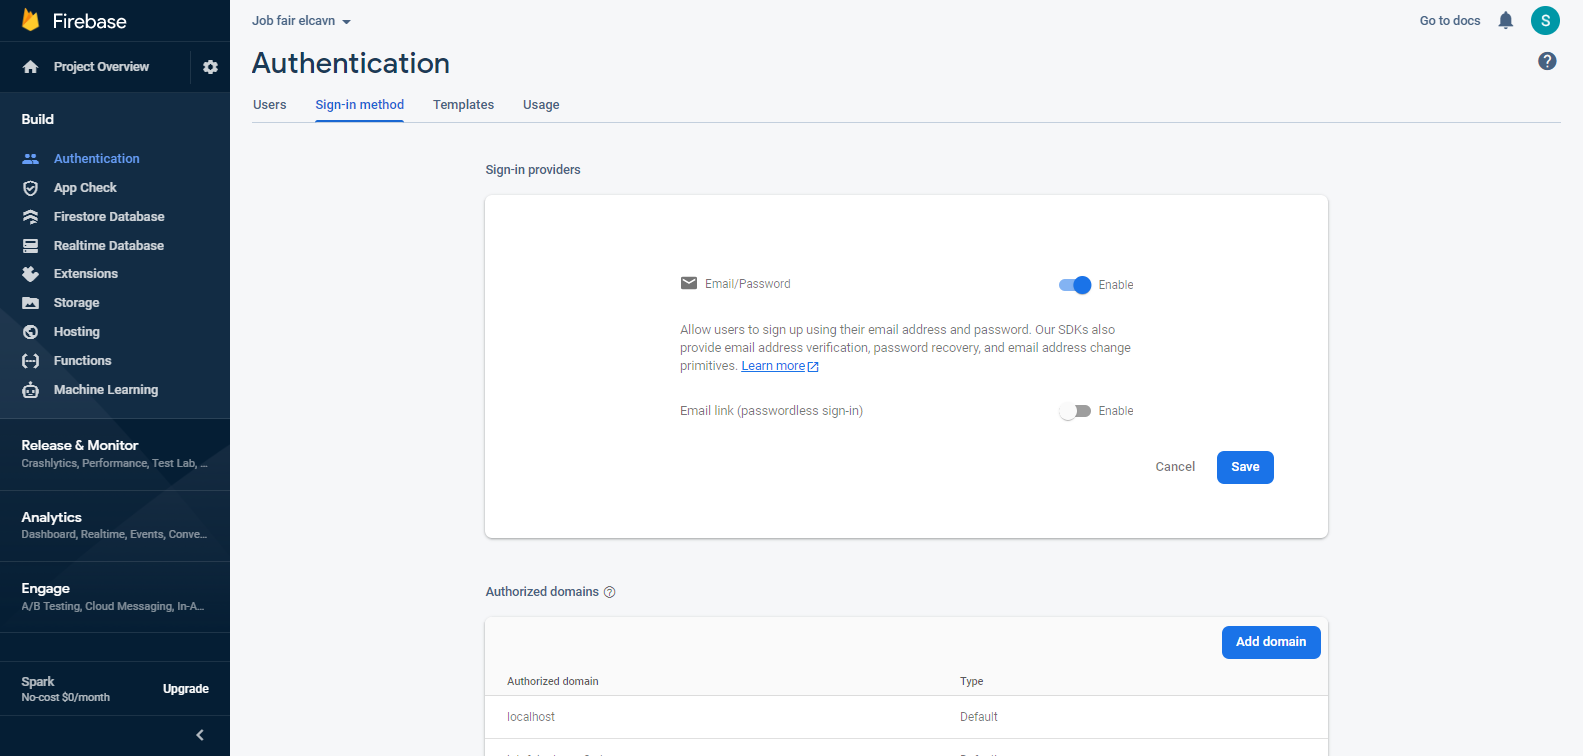 Firebase
Project Overview
Build
Authentication
App Check
Firestore Database
Realtime Database
Extensions
Storage
Hosting
Functions
Machine Learning
Release & Monitor
Crashlytics, Performance, Test Lab, ...
Analytics
Dashboard, Realtime, Events, Conve...
Engage
A/B Testing, Cloud Messaging, In-A...
Spark
No-cost $0/month
Upgrade
Job fair elcavn
Go to docs
S
Authentication
Users Sign-in method Templates Usage
Sign-in providers
Email/Password Enable
Allow users to sign up using their email address and password. Our SDKs also
provide email address verification, password recovery, and email address change
primitives. Learn more
Email link (passwordless sign-in) Enable
Cancel Save
Authorized domains
Add domain
Authorized domain Type
localhost Default